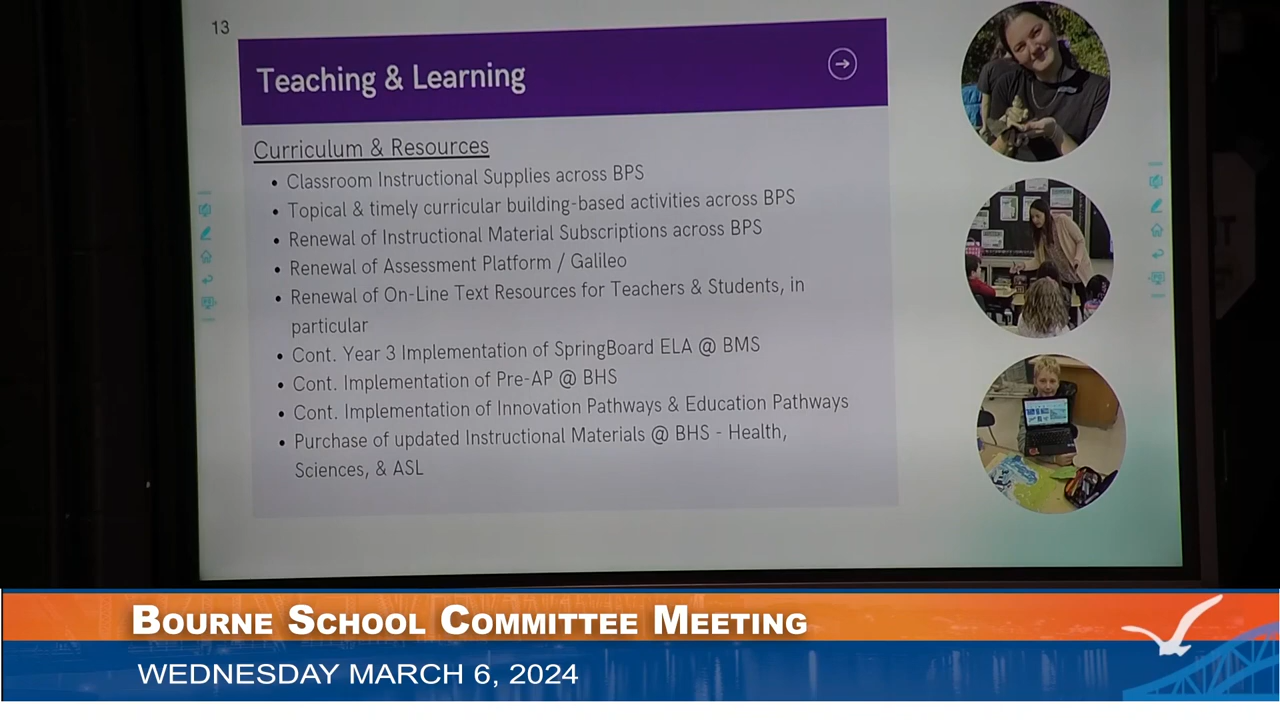 13
Teaching & Learning
Curriculum & Resources
• Classroom Instructional Supplies across BPS
• Topical & timely curricular building-based activities across BPS
• Renewal of Instructional Material Subscriptions across BPS
• Renewal of Assessment Platform / Galileo
• Renewal of On-Line Text Resources for Teachers & Students, in
particular
• Cont. Year 3 Implementation of SpringBoard ELA @ BMS
• Cont. Implementation of Pre-AP @ BHS
• Cont. Implementation of Innovation Pathways & Education Pathways
• Purchase of updated Instructional Materials @ BHS - Health,
Sciences, & ASL
BOURNE SCHOOL COMMITTEE MEETING
WEDNESDAY MARCH 6, 2024